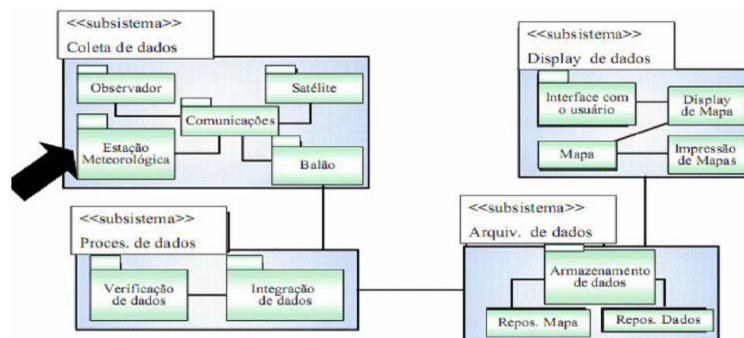 <<subsistema>>
Coleta de dados
Observador
Satélite
Comunicações
Estação
Meteorológica
Balão
<<subsistema>>
Display de dados
Interface com
o usuário
Display
de Mapa
Mapa
Impressão
de Mapas
<<subsistema>>
Proces. de dados
Verificação
de dados
Integração
de dados
<<subsistema>>
Arquiv. de dados
Armazenamento
de dados
Repos. Mapa
Repos. Dados